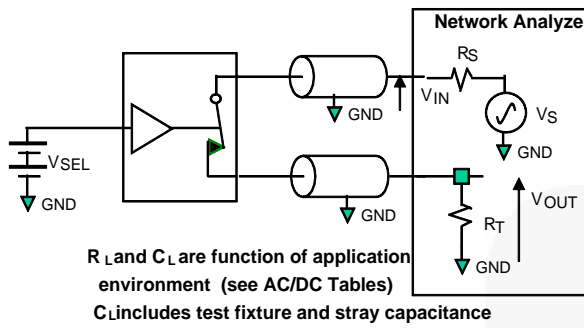 Network Analyze
RS
VIN
GND
VS
GND
VSEL
GND
GND
VOUT
RT
GND
R L and C L are function of application
environment (see AC/DC Tables)
CL includes test fixture and stray capacitance